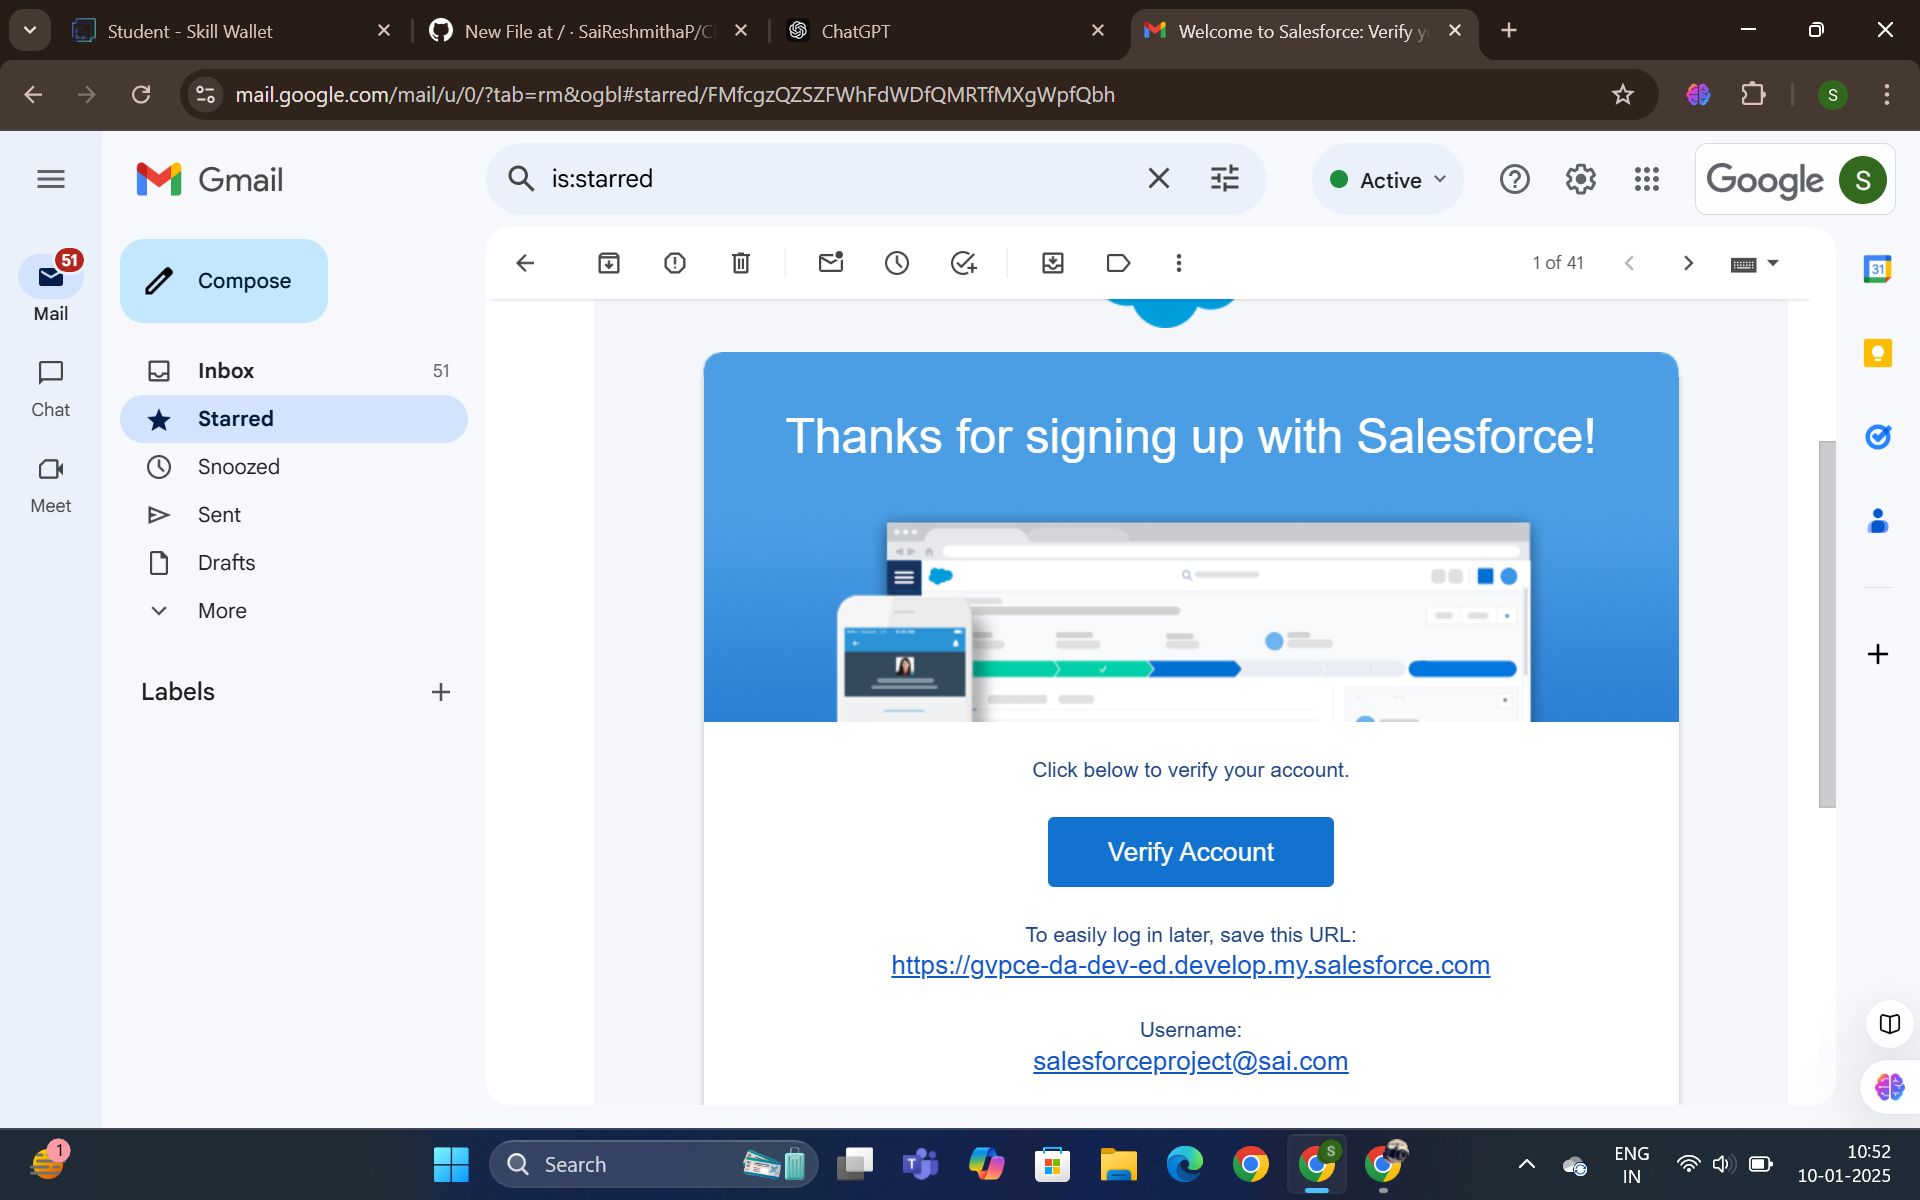 Student - Skill Wallet
New File at / · SaiReshmithaP/Cl
ChatGPT
Welcome to Salesforce: Verify yo
mail.google.com/mail/u/0/?tab=rm&ogbl#starred/FMfcgzQZSZFWhFdWDfQMRTfMXgWpfQbh
S
Gmail
is:starred
Active
Google
S
51
Mail
Chat
Meet
Compose
Inbox 51
Starred
Snoozed
Sent
Drafts
More
Labels
1 of 41
31
Thanks for signing up with Salesforce!
Click below to verify your account.
Verify Account
To easily log in later, save this URL:
https://gvpce-da-dev-ed.develop.my.salesforce.com
Username:
salesforceproject@sai.com
1
Search
S
ENG
IN
10:52
10-01-2025